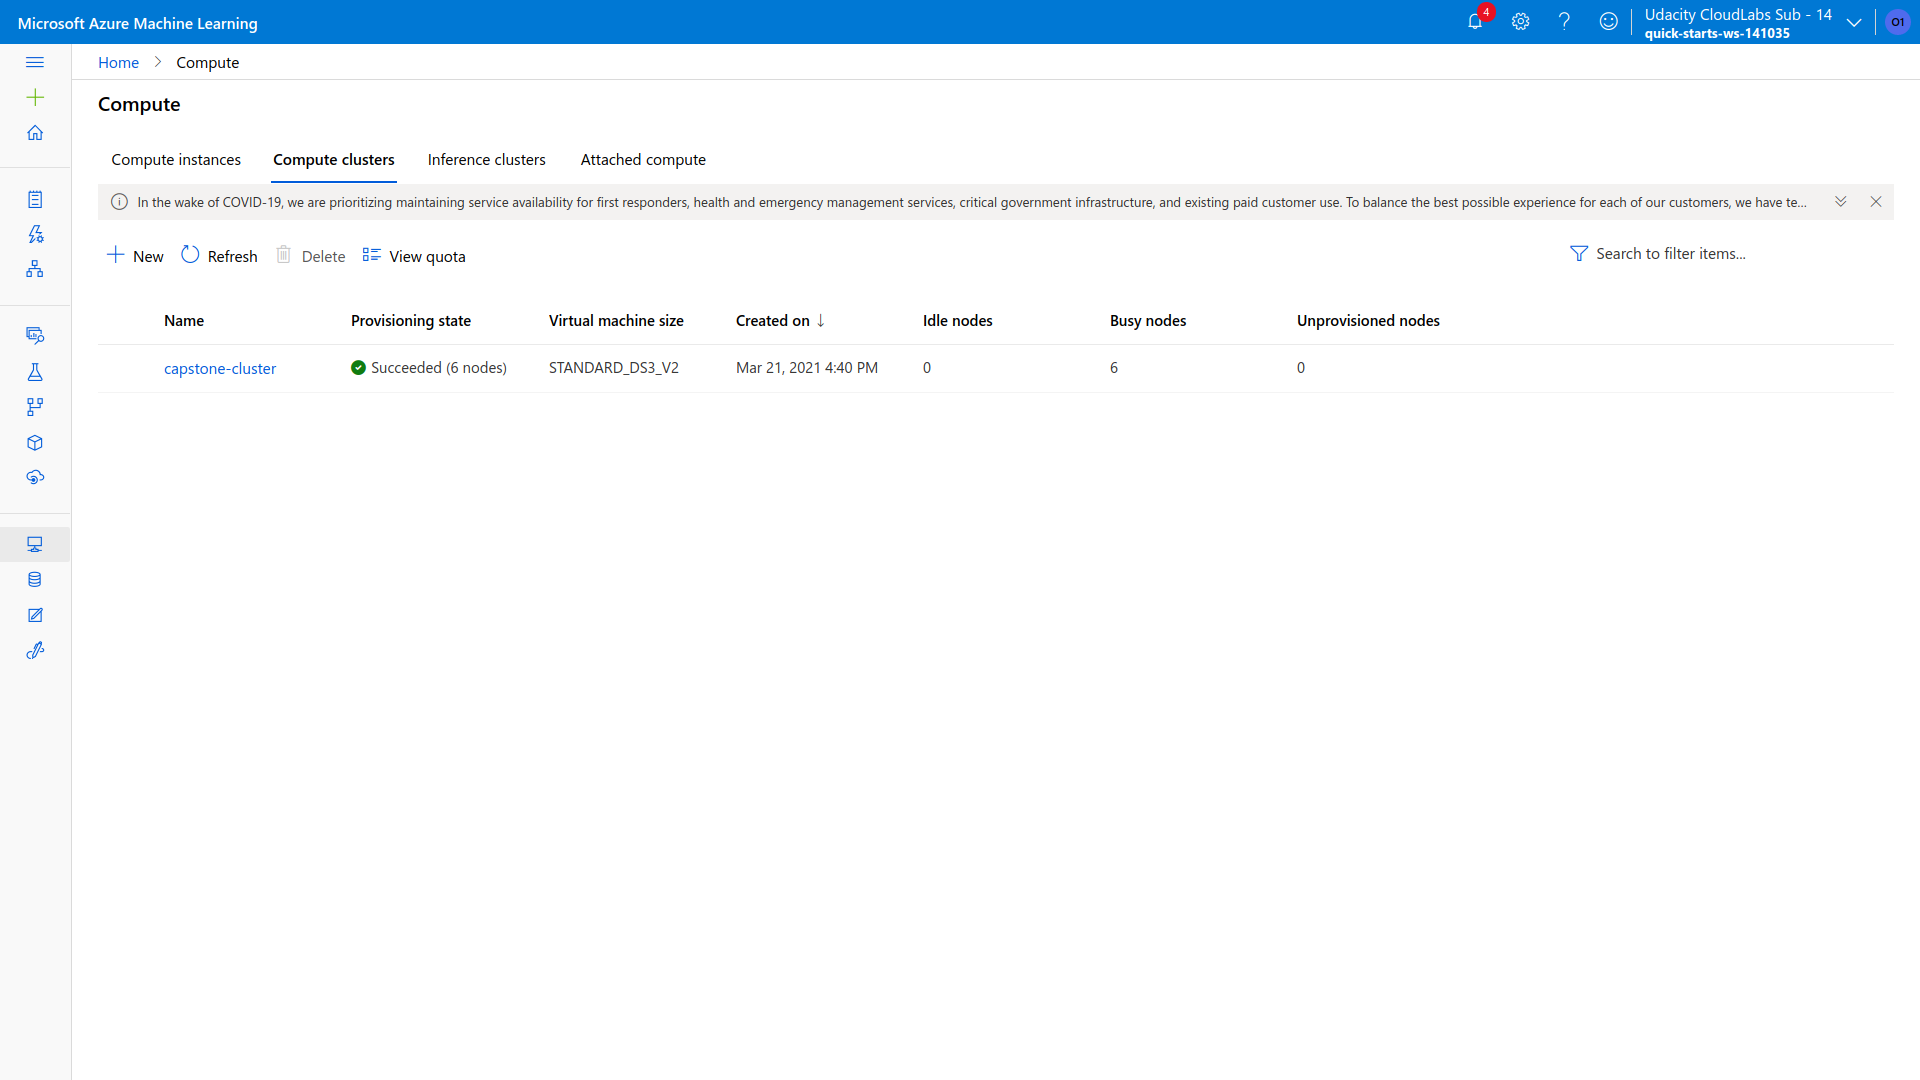 Microsoft Azure Machine Learning
4
Udacity CloudLabs Sub - 14
quick-starts-ws-141035
O1
Home > Compute
Compute
Compute instances Compute clusters Inference clusters Attached compute
In the wake of COVID-19, we are prioritizing maintaining service availability for first responders, health and emergency management services, critical government infrastructure, and existing paid customer use. To balance the best possible experience for each of our customers, we have te...
New Refresh Delete View quota Search to filter items...
Name Provisioning state Virtual machine size Created on ↓ Idle nodes Busy nodes Unprovisioned nodes
capstone-cluster Succeeded (6 nodes) STANDARD_DS3_V2 Mar 21, 2021 4:40 PM 0 6 0